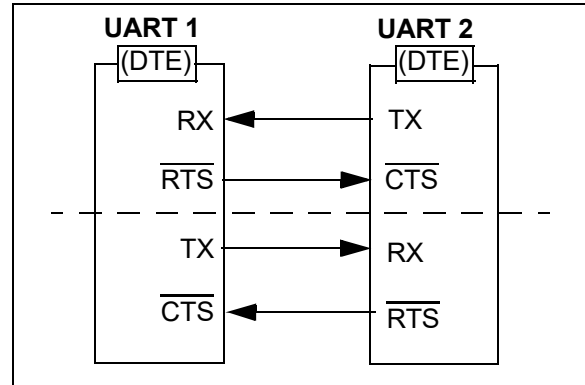 UART 1 UART 2
(DTE) (DTE)
RX TX
RTS CTS
TX RX
CTS RTS